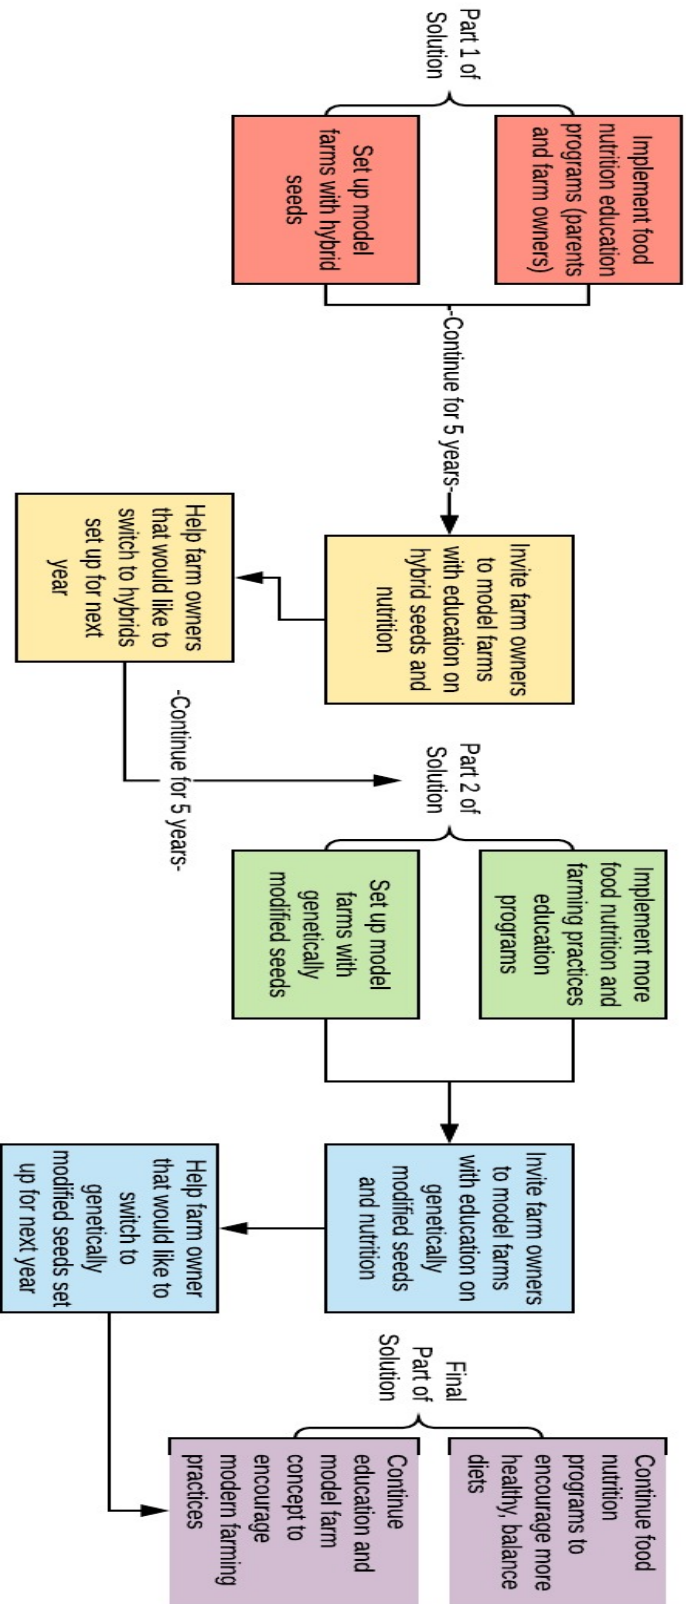 Part 1 of
Solution
Implement food
nutrition education
programs (parents
and farm owners)
Set up model
farms with hybrid
seeds
-Continue for 5 years-
Invite farm owners
to model farms
with education on
hybrid seeds and
nutrition
Help farm owners
that would like to
switch to hybrids
set up for next
year
-Continue for 5 years-
Part 2 of
Solution
Implement more
food nutrition and
farming practices
education
programs
Set up model
farms with
genetically
modified seeds
Invite farm owners
to model farms
with education on
genetically
modified seeds
and nutrition
Help farm owner
that would like to
switch to
genetically
modified seeds set
up for next year
Final
Part of
Solution
Continue food
nutrition
programs to
encourage more
healthy, balance
diets
Continue
education and
model farm
concept to
encourage
modern farming
practices